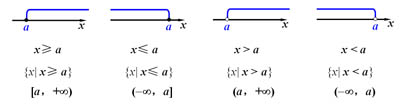 a x a x a x a x
x ≥ a x ≤ a x > a x < a
{x| x ≥ a} {x| x ≤ a} {x| x > a} {x| x < a}
[a, +∞) (−∞, a] (a, +∞) (−∞, a)